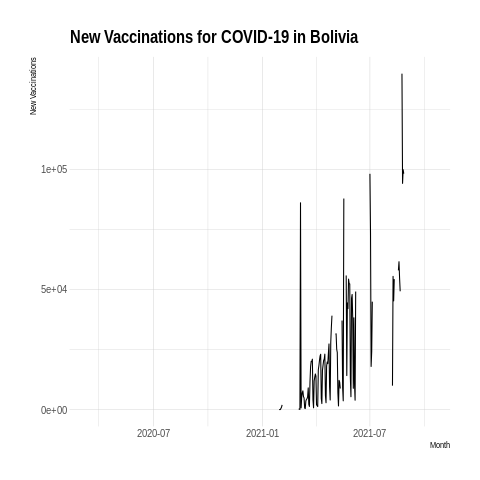 New Vaccinations for COVID-19 in Bolivia
New Vaccinations
1e+05
5e+04
0e+00
2020-07
2021-01
2021-07
Month